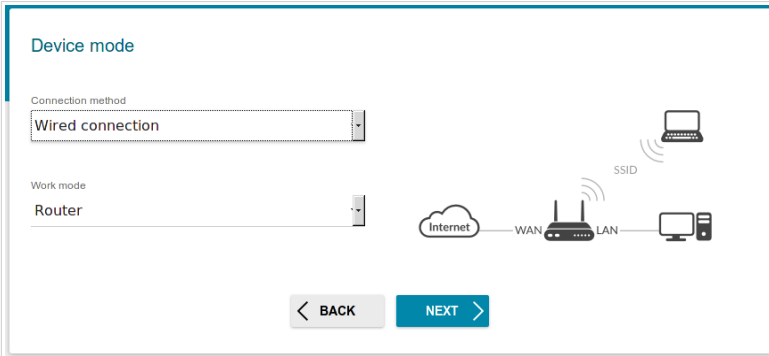 Device mode
Connection method
Wired connection
Work mode
Router
SSID
Internet
WAN
LAN
BACK
NEXT